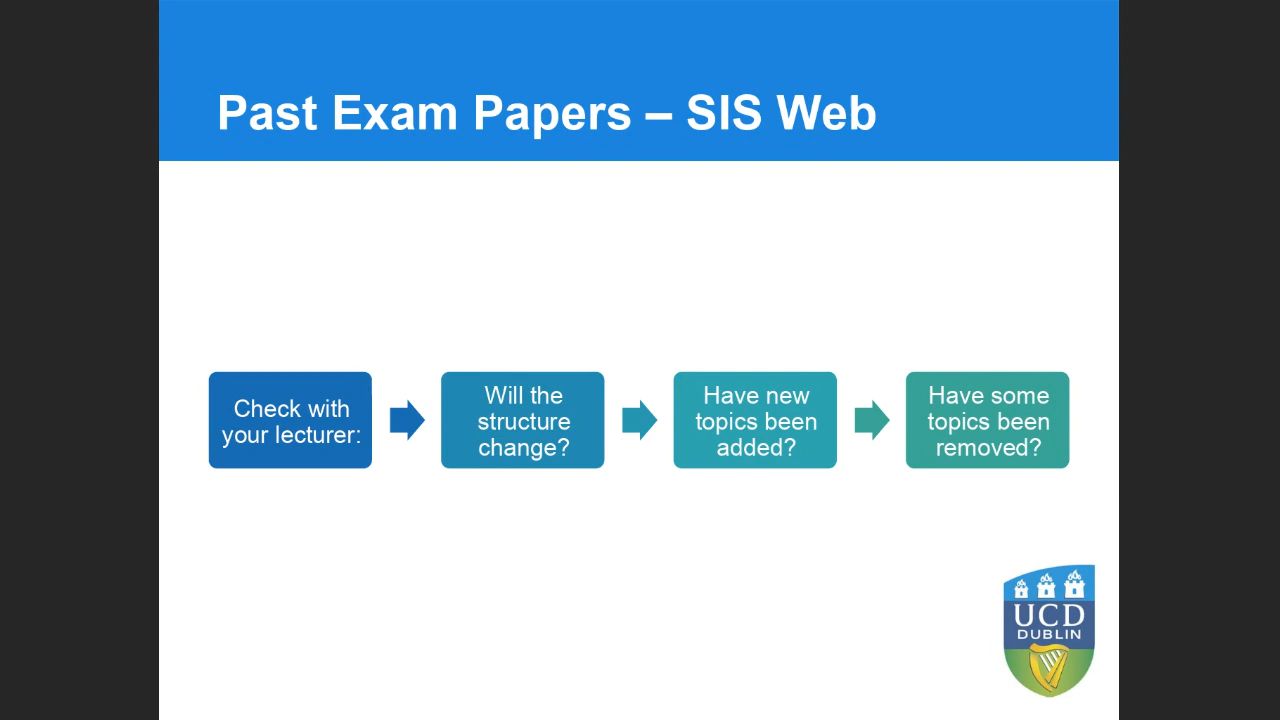 Past Exam Papers – SIS Web
Check with
your lecturer:
Will the
structure
change?
Have new
topics been
added?
Have some
topics been
removed?
UCD
DUBLIN